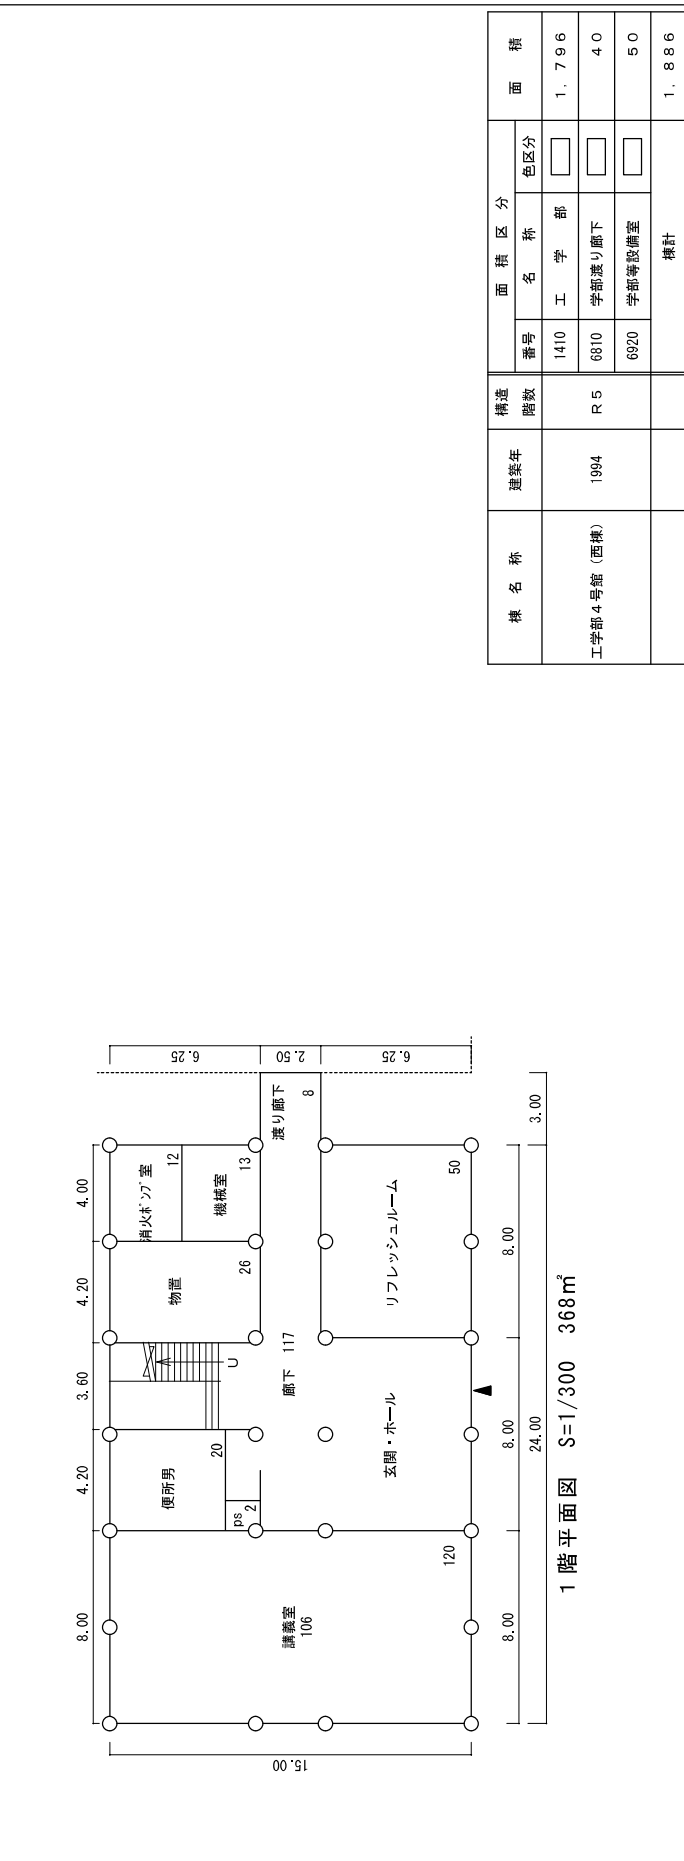 棟名称 建築年 構造階数 面積区分 面積
番号 名称 色区分
工学部4号館(西棟) 1994 R5 1410 工学部 1,796
6810 学部渡り廊下 40
6920 学部等設備室 50
棟計 1,886
8.00 4.20 3.60 4.20 4.00
15.00
講義室
106
120
便所男
20
ps
2
U
物置
26
消火ポンプ室
12
機械室
13
廊下 117
渡り廊下
8
玄関・ホール
リフレッシュルーム
50
6.25
2.50
6.25
8.00 8.00 8.00
24.00 3.00
1階平面図 S=1/300 368㎡